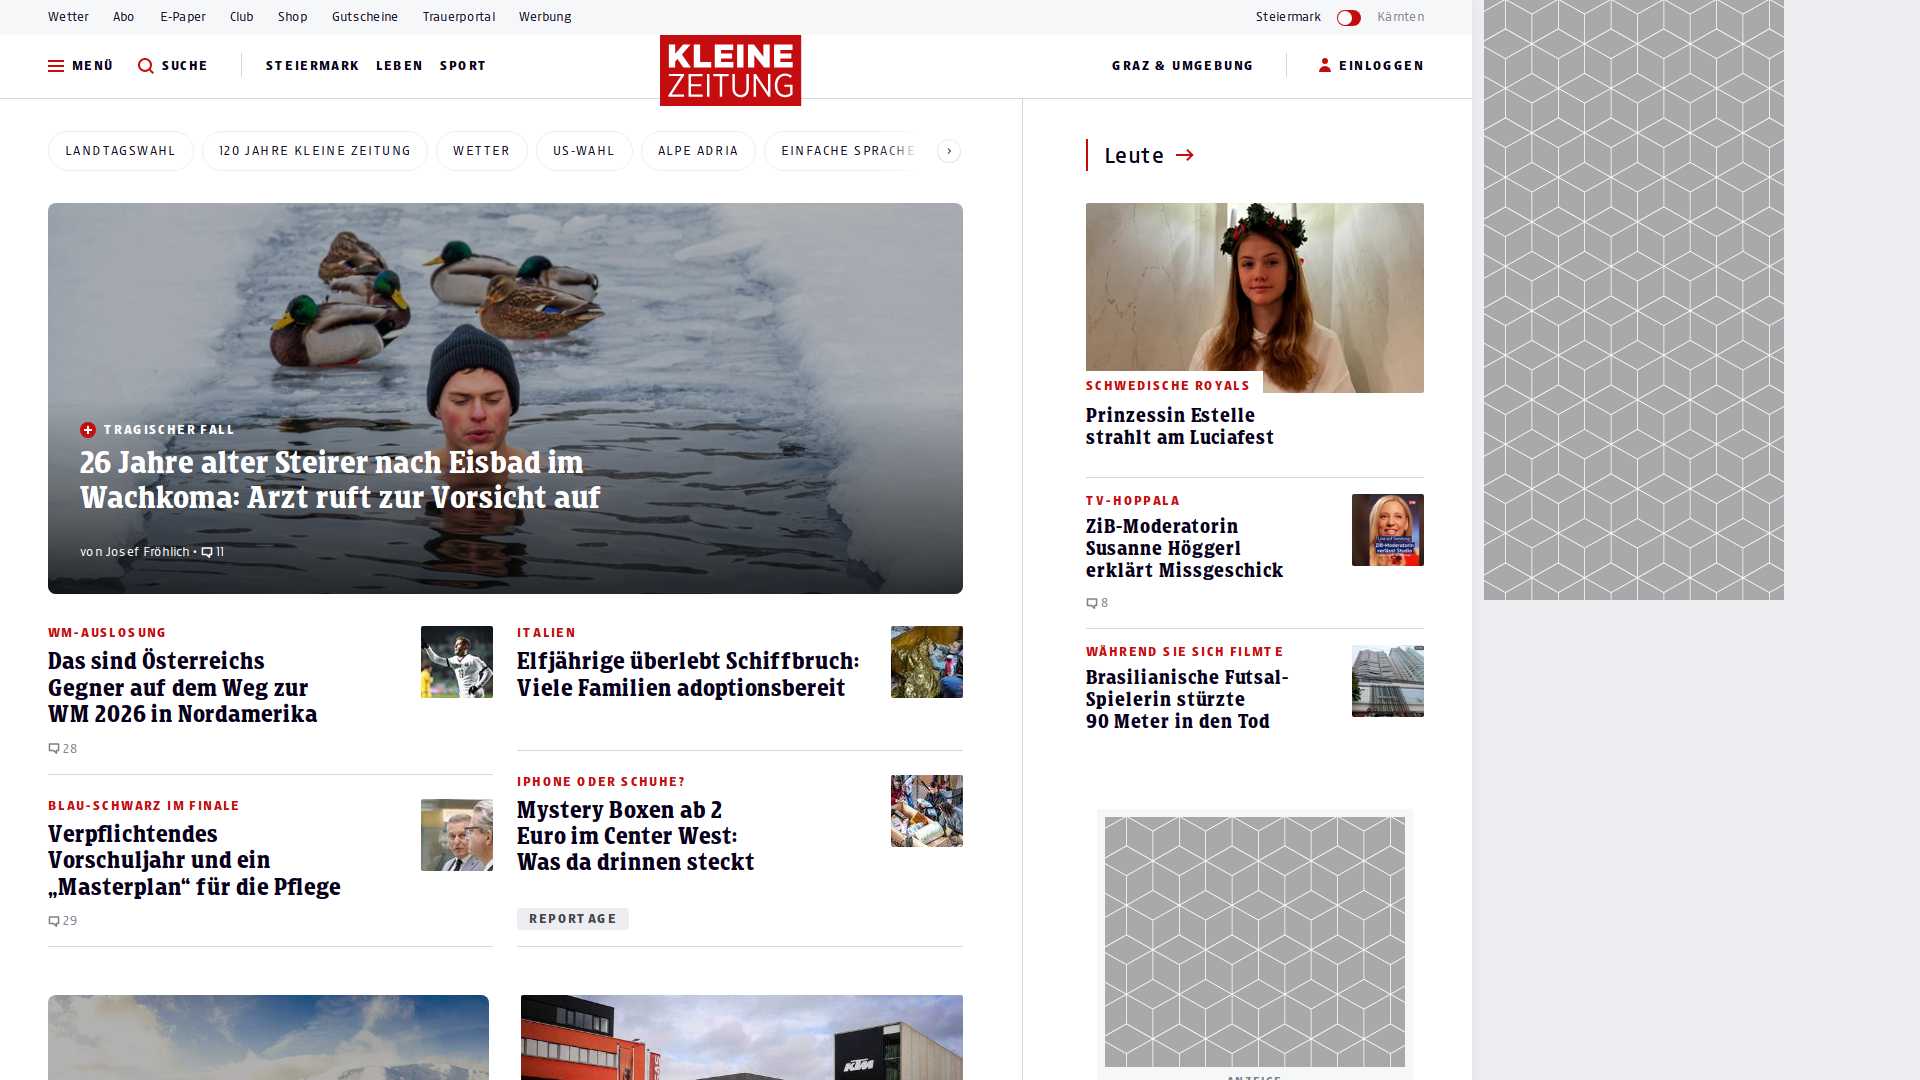 Wetter Abo E-Paper Club Shop Gutscheine Trauerportal Werbung Steiermark Kärnten
MENÜ SUCHE STEIERMARK LEBEN SPORT KLEINE ZEITUNG GRAZ & UMGEBUNG EINLOGGEN
LANDTAGSWAHL 120 JAHRE KLEINE ZEITUNG WETTER US-WAHL ALPE ADRIA EINFACHE SPRACHE
TRAGISCHER FALL
26 Jahre alter Steirer nach Eisbad im
Wachkoma: Arzt ruft zur Vorsicht auf
von Josef Fröhlich • 11
WM-AUSLOSUNG
Das sind Österreichs
Gegner auf dem Weg zur
WM 2026 in Nordamerika
28
BLAU-SCHWARZ IM FINALE
Verpflichtendes
Vorschuljahr und ein
„Masterplan“ für die Pflege
29
ITALIEN
Elfjährige überlebt Schiffbruch:
Viele Familien adoptionsbereit
IPHONE ODER SCHUHE?
Mystery Boxen ab 2
Euro im Center West:
Was da drinnen steckt
REPORTAGE
KTM
Leute
SCHWEDISCHE ROYALS
Prinzessin Estelle
strahlt am Luciafest
TV-HOPPALA
ZiB-Moderatorin
Susanne Höggerl
erklärt Missgeschick
8
ZiB-Moderatorin
verlässt Studio
WÄHREND SIE SICH FILMTE
Brasilianische Futsal-
Spielerin stürzte
90 Meter in den Tod
ANZEIGE